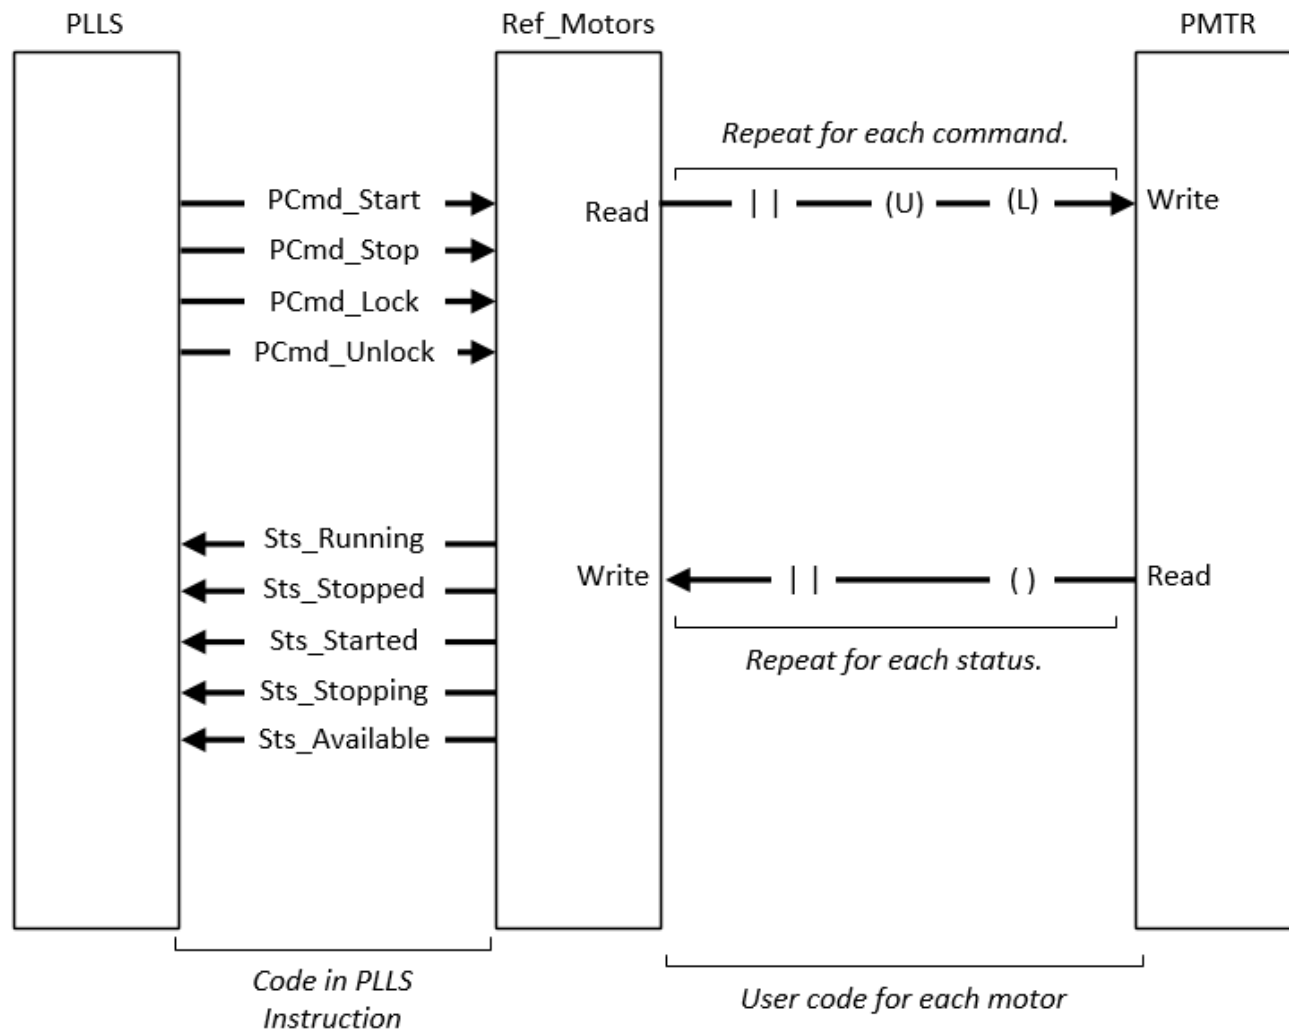 PLLS
Ref_Motors
PMTR
Repeat for each command.
PCmd_Start
Read
| |
(U)
(L)
Write
PCmd_Stop
PCmd_Lock
PCmd_Unlock
Sts_Running
Sts_Stopped
Write
| |
( )
Read
Sts_Started
Repeat for each status.
Sts_Stopping
Sts_Available
Code in PLLS
Instruction
User code for each motor